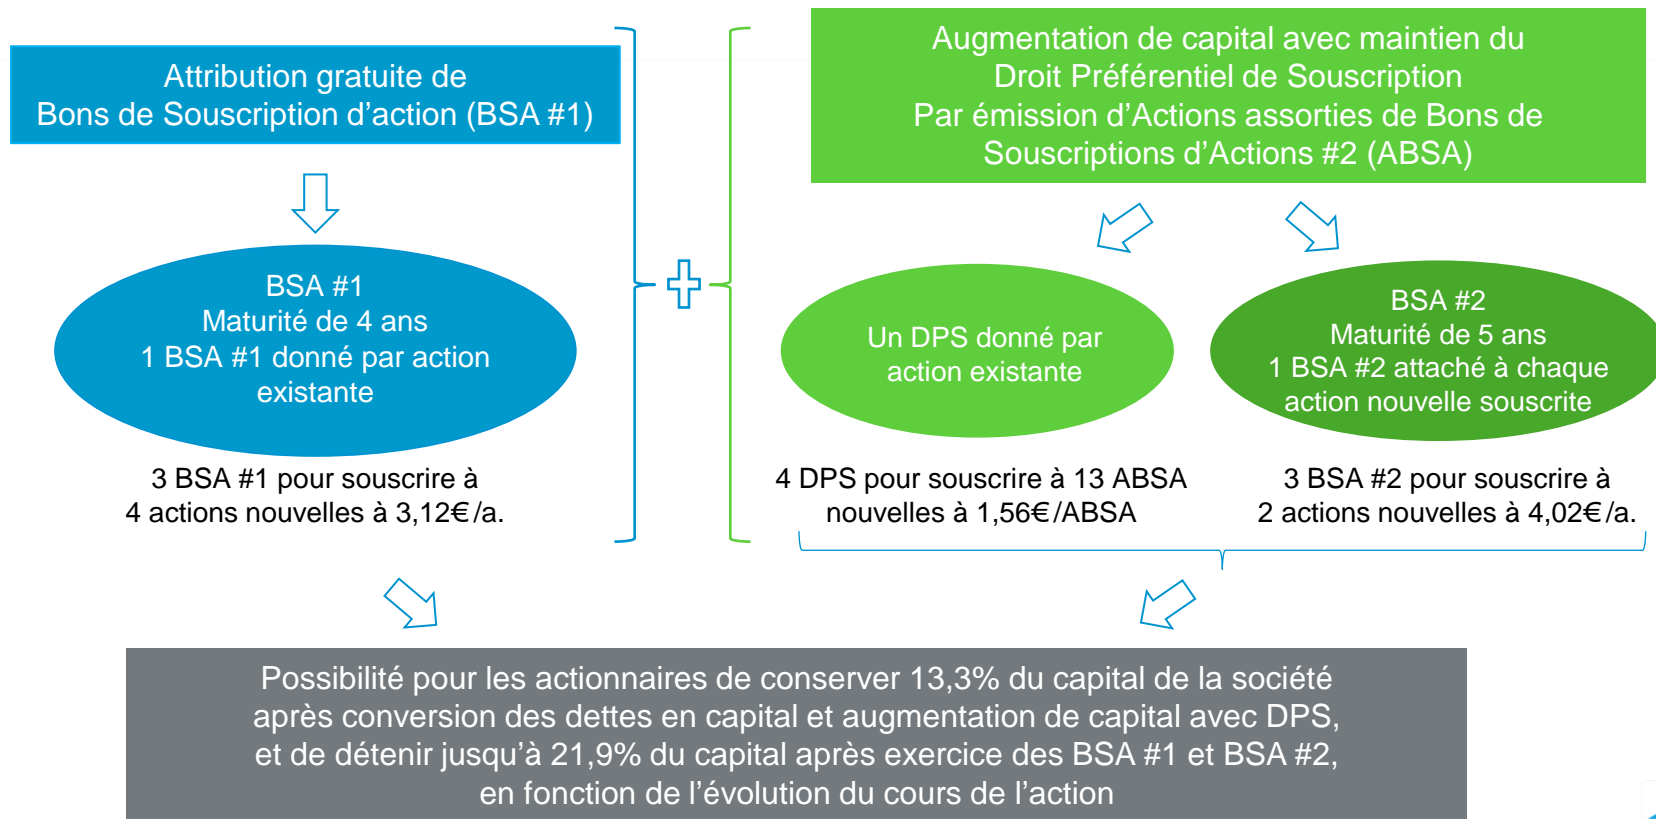 Attribution gratuite de
Bons de Souscription d'action (BSA #1)
BSA #1
Maturité de 4 ans
1 BSA #1 donné par action
existante
3 BSA #1 pour souscrire à
4 actions nouvelles à 3,12€/a.
Augmentation de capital avec maintien du
Droit Préférentiel de Souscription
Par émission d'Actions assorties de Bons de
Souscriptions d'Actions #2 (ABSA)
Un DPS donné par
action existante
4 DPS pour souscrire à 13 ABSA
nouvelles à 1,56€/ABSA
BSA #2
Maturité de 5 ans
1 BSA #2 attaché à chaque
action nouvelle souscrite
3 BSA #2 pour souscrire à
2 actions nouvelles à 4,02€/a.
Possibilité pour les actionnaires de conserver 13,3% du capital de la société
après conversion des dettes en capital et augmentation de capital avec DPS,
et de détenir jusqu'à 21,9% du capital après exercice des BSA #1 et BSA #2,
en fonction de l'évolution du cours de l'action